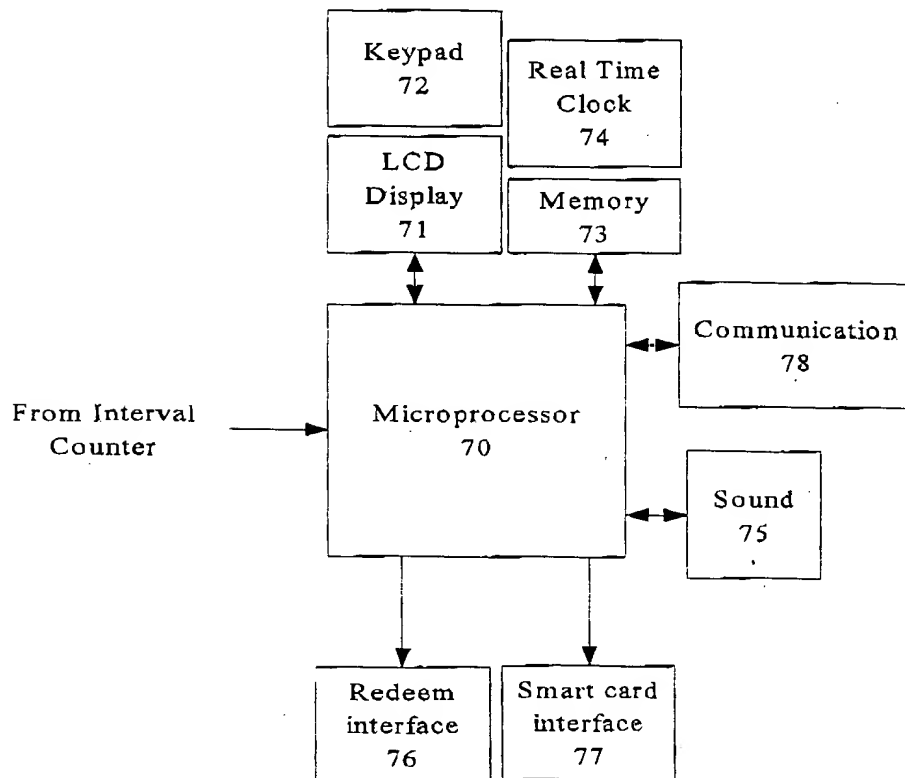 Keypad
72
Real Time
Clock
74
LCD
Display
71
Memory
73
Communication
78
From Interval
Counter
Microprocessor
70
Sound
75
Redeem
interface
76
Smart card
interface
77